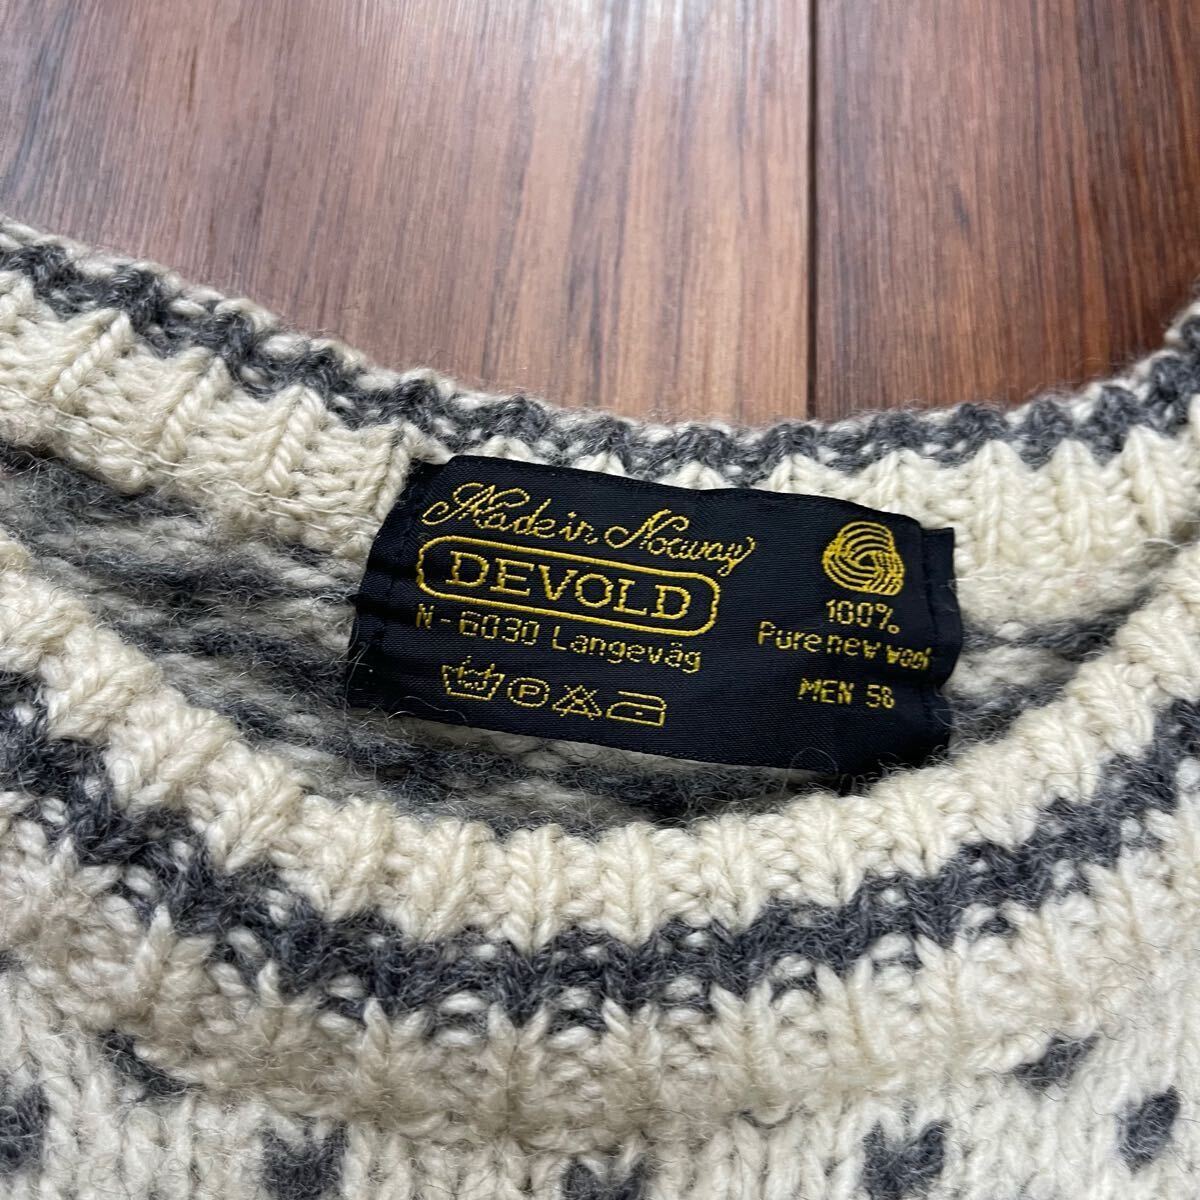 Made in Norway
DEVOLD
N-6030 Langevåg
P
100%
Pure new wool
MEN 58